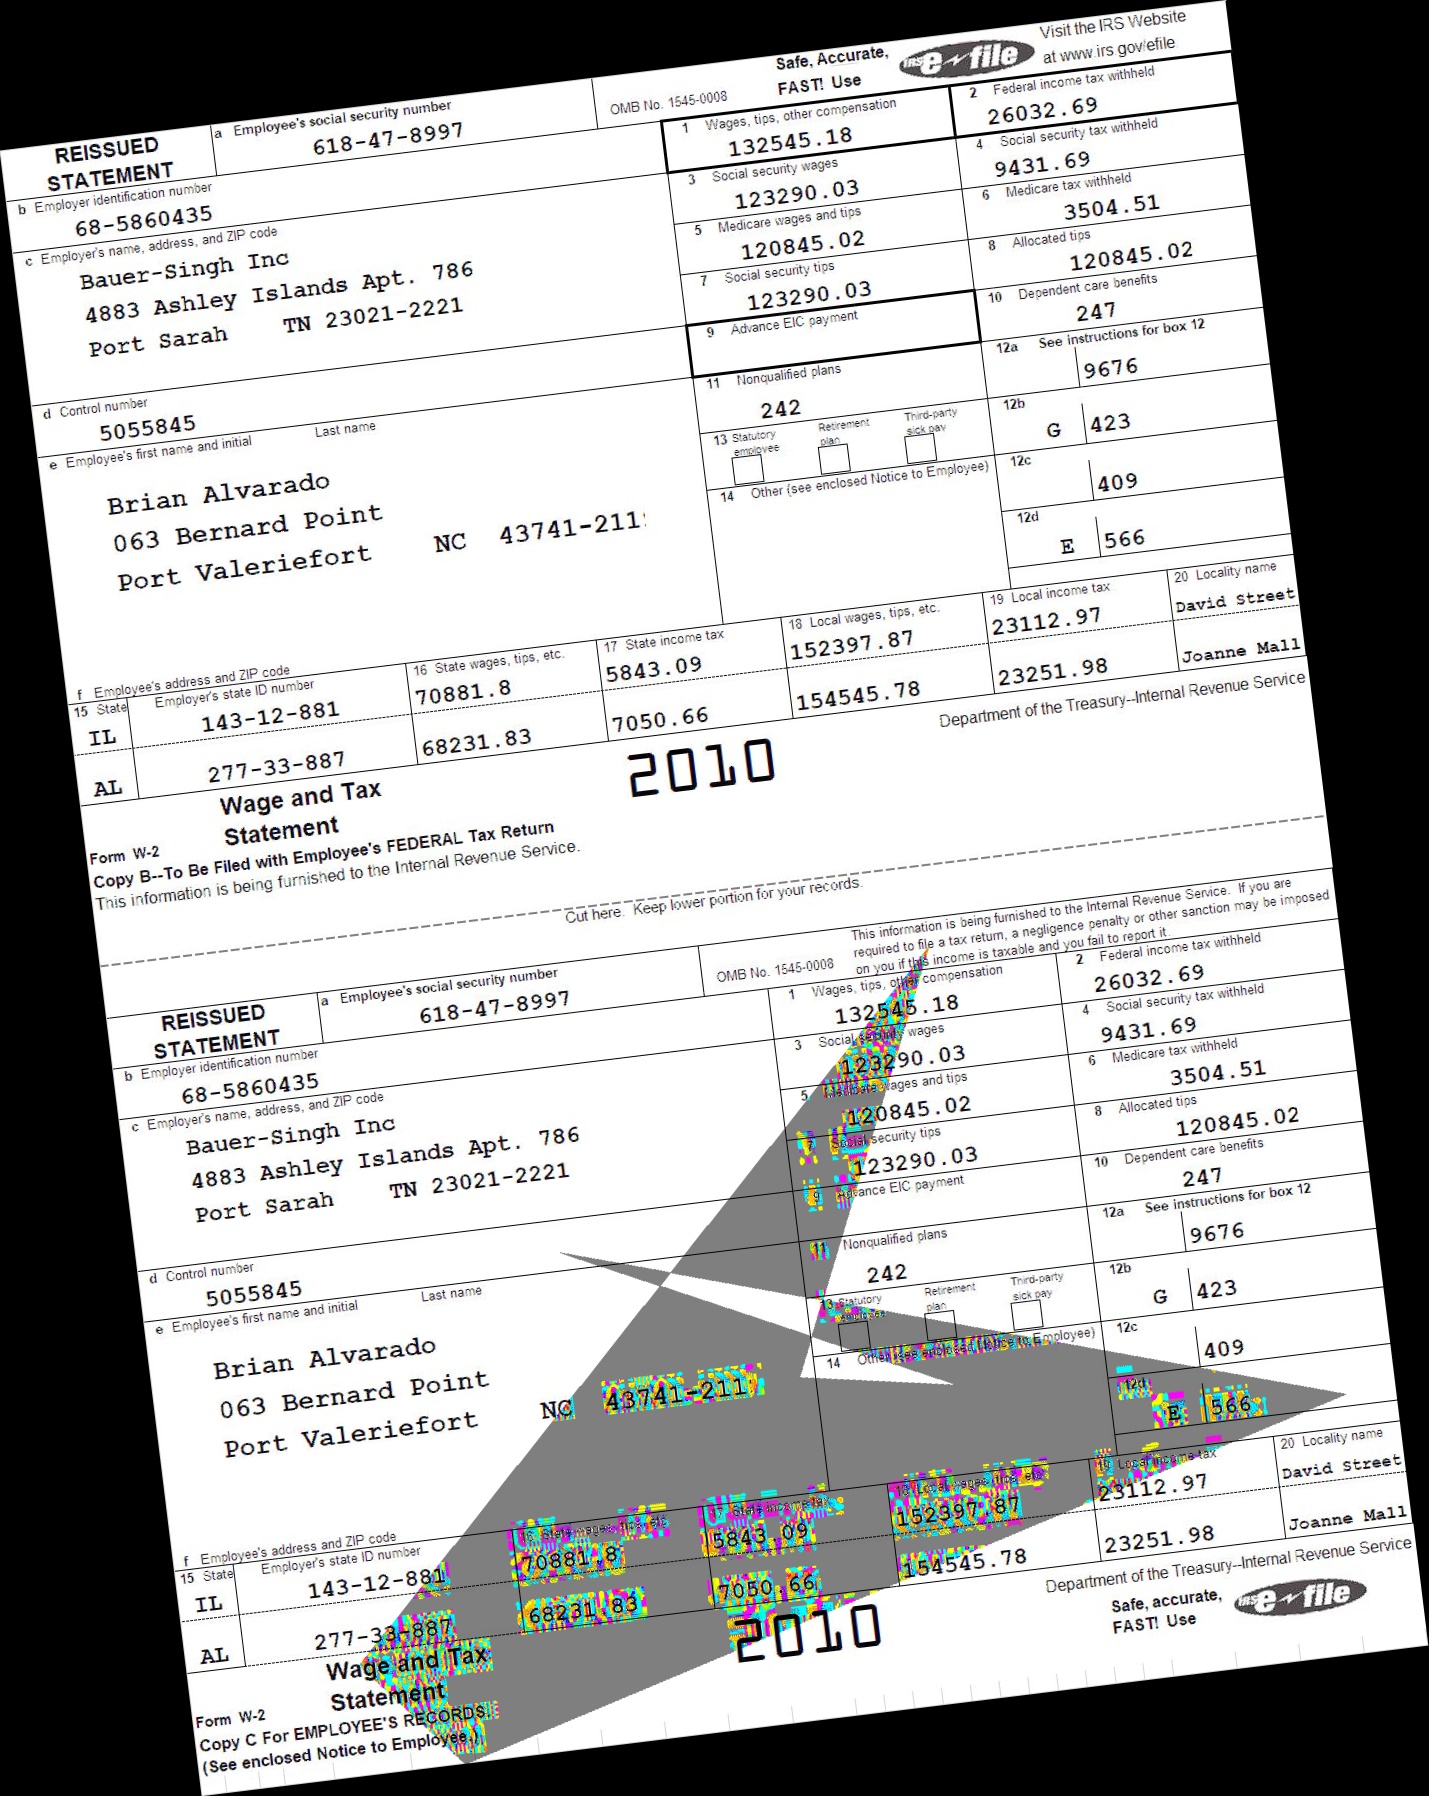 Visit the IRS Website
Safe, Accurate, IRS e-file at www.irs.gov/efile
FAST! Use
REISSUED STATEMENT
a Employee's social security number
618-47-8997
OMB No. 1545-0008
1 Wages, tips, other compensation
132545.18
2 Federal income tax withheld
26032.69
b Employer identification number
68-5860435
3 Social security wages
123290.03
4 Social security tax withheld
9431.69
c Employer's name, address, and ZIP code
Bauer-Singh Inc
4883 Ashley Islands Apt. 786
Port Sarah TN 23021-2221
5 Medicare wages and tips
120845.02
6 Medicare tax withheld
3504.51
7 Social security tips
123290.03
8 Allocated tips
120845.02
9 Advance EIC payment
10 Dependent care benefits
247
d Control number
5055845
11 Nonqualified plans
242
12a See instructions for box 12
9676
e Employee's first name and initial Last name
Brian Alvarado
063 Bernard Point
Port Valeriefort NC 43741-211
13 Statutory employee Retirement plan Third-party sick pay
12b G 423
14 Other (see enclosed Notice to Employee)
12c 409
12d E 566
f Employee's address and ZIP code
15 State Employer's state ID number
16 State wages, tips, etc.
17 State income tax
18 Local wages, tips, etc.
19 Local income tax
20 Locality name
IL 143-12-881 70881.8 5843.09 152397.87 23112.97 David Street
AL 277-33-887 68231.83 7050.66 154545.78 23251.98 Joanne Mall
Form W-2 Wage and Tax Statement
2010
Department of the Treasury--Internal Revenue Service
Copy B--To Be Filed with Employee's FEDERAL Tax Return
This information is being furnished to the Internal Revenue Service.
Cut here. Keep lower portion for your records.
This information is being furnished to the Internal Revenue Service. If you are
required to file a tax return, a negligence penalty or other sanction may be imposed
on you if this income is taxable and you fail to report it.
REISSUED STATEMENT
a Employee's social security number
618-47-8997
OMB No. 1545-0008
1 Wages, tips, other compensation
132545.18
2 Federal income tax withheld
26032.69
b Employer identification number
68-5860435
3 Social security wages
123290.03
4 Social security tax withheld
9431.69
c Employer's name, address, and ZIP code
Bauer-Singh Inc
4883 Ashley Islands Apt. 786
Port Sarah TN 23021-2221
5 Medicare wages and tips
120845.02
6 Medicare tax withheld
3504.51
7 Social security tips
123290.03
8 Allocated tips
120845.02
9 Advance EIC payment
10 Dependent care benefits
247
d Control number
5055845
11 Nonqualified plans
242
12a See instructions for box 12
9676
e Employee's first name and initial Last name
Brian Alvarado
063 Bernard Point
Port Valeriefort NC 43741-211
13 Statutory employee Retirement plan Third-party sick pay
12b G 423
14 Other (see enclosed Notice to Employee)
12c 409
12d E 566
f Employee's address and ZIP code
15 State Employer's state ID number
16 State wages, tips, etc.
17 State income tax
18 Local wages, tips, etc.
19 Local income tax
20 Locality name
IL 143-12-881 70881.8 5843.09 152397.87 23112.97 David Street
AL 277-33-887 68231.83 7050.66 154545.78 23251.98 Joanne Mall
Form W-2 Wage and Tax Statement
2010
Department of the Treasury--Internal Revenue Service
Safe, accurate,
FAST! Use IRS e-file
Copy C For EMPLOYEE'S RECORDS.
(See enclosed Notice to Employee.)